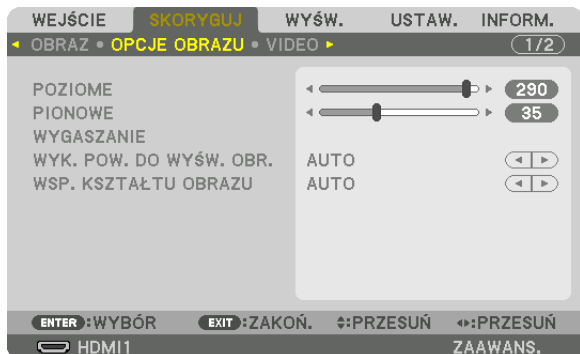 WEJŚCIE SKORYGUJ WYŚW. USTAW. INFORM.
OBRAZ • OPCJE OBRAZU • VIDEO 1/2
POZIOME 290
PIONOWE 35
WYGASZANIE
WYK. POW. DO WYŚW. OBR. AUTO
WSP. KSZTAŁTU OBRAZU AUTO
ENTER :WYBÓR EXIT :ZAKOŃ. :PRZESUŃ :PRZESUŃ
HDMI1 ZAAWANS.